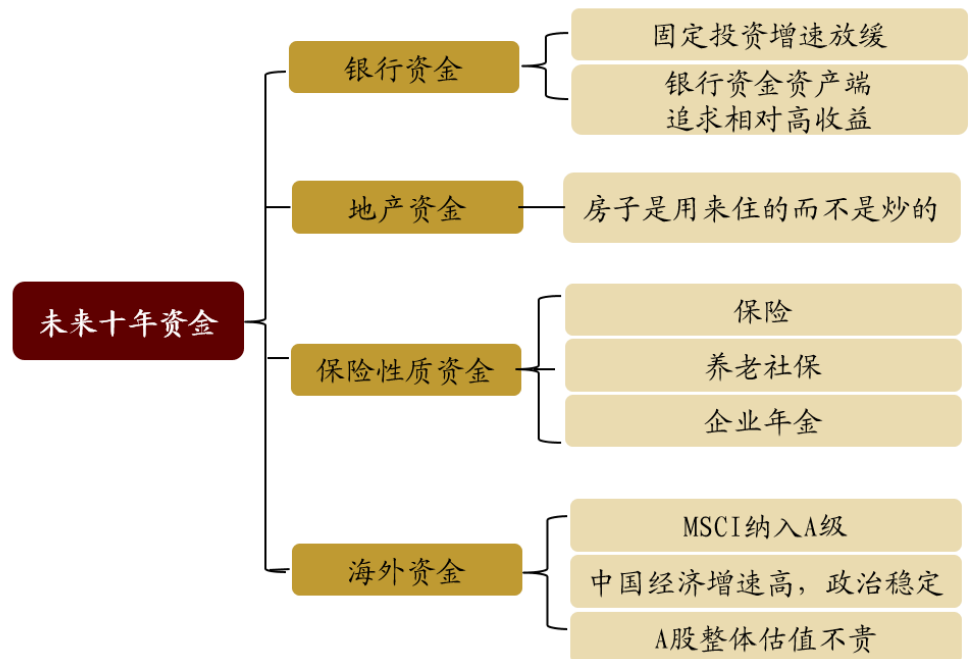 未来十年资金
银行资金
固定投资增速放缓
银行资金资产端
追求相对高收益
地产资金
房子是用来住的而不是炒的
保险性质资金
保险
养老社保
企业年金
海外资金
MSCI纳入A级
中国经济增速高，政治稳定
A股整体估值不贵